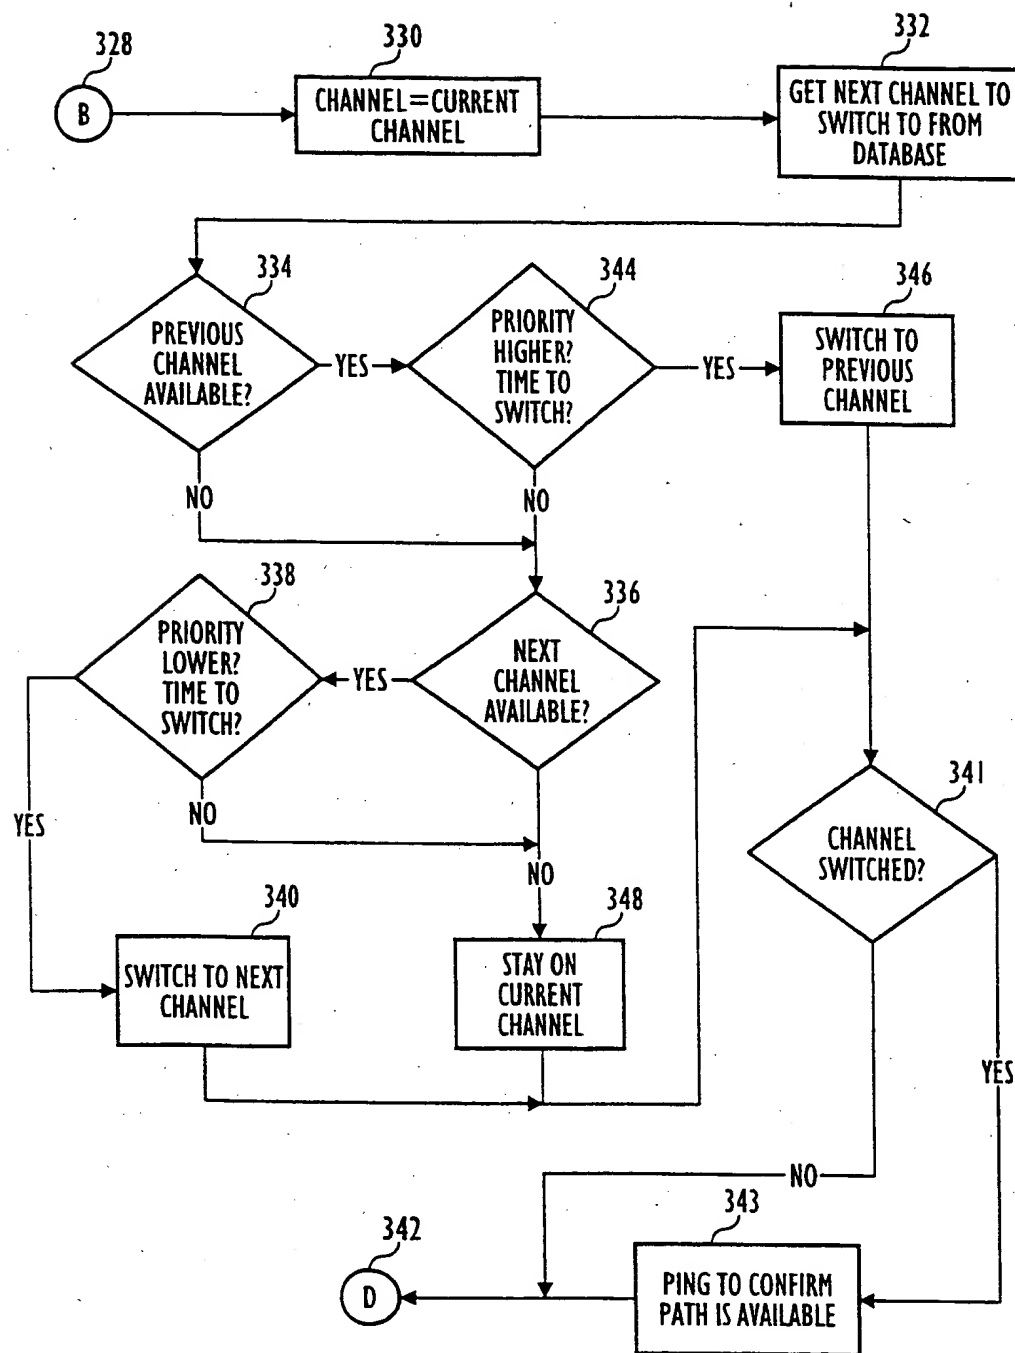 328
B
330
CHANNEL=CURRENT
CHANNEL
332
GET NEXT CHANNEL TO
SWITCH TO FROM
DATABASE
334
PREVIOUS
CHANNEL
AVAILABLE?
YES
344
PRIORITY
HIGHER?
TIME TO
SWITCH?
YES
346
SWITCH TO
PREVIOUS
CHANNEL
NO
NO
338
PRIORITY
LOWER?
TIME TO
SWITCH?
YES
336
NEXT
CHANNEL
AVAILABLE?
YES
NO
NO
341
CHANNEL
SWITCHED?
340
SWITCH TO NEXT
CHANNEL
348
STAY ON
CURRENT
CHANNEL
YES
NO
342
D
343
PING TO CONFIRM
PATH IS AVAILABLE